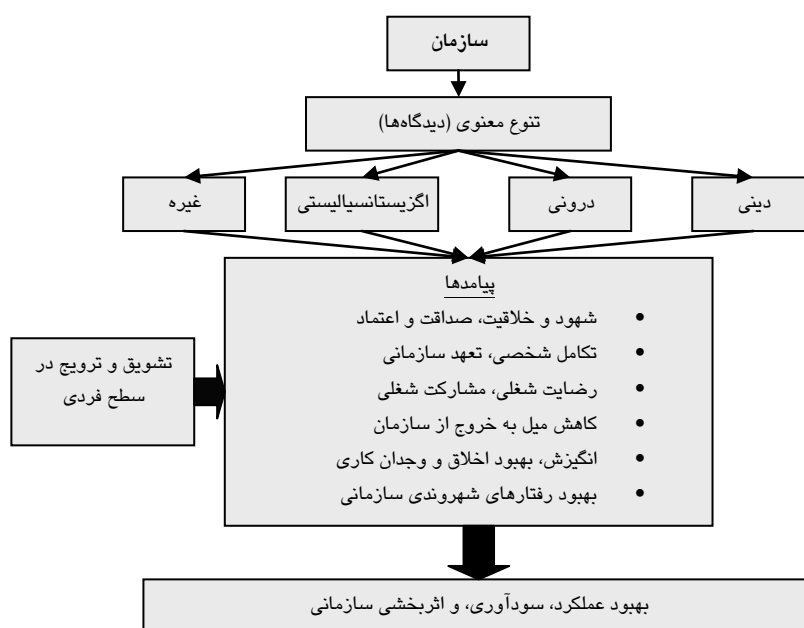 سازمان
تنوع معنوی (دیدگاه‌ها)
دینی
درونی
اگزیستانسیالیستی
غیره
پیامدها
• شهود و خلاقیت، صداقت و اعتماد
• تکامل شخصی، تعهد سازمانی
• رضایت شغلی، مشارکت شغلی
• کاهش میل به خروج از سازمان
• انگیزش، بهبود اخلاق و وجدان کاری
• بهبود رفتارهای شهروندی سازمانی
تشویق و ترویج در
سطح فردی
بهبود عملکرد، سودآوری، و اثربخشی سازمانی